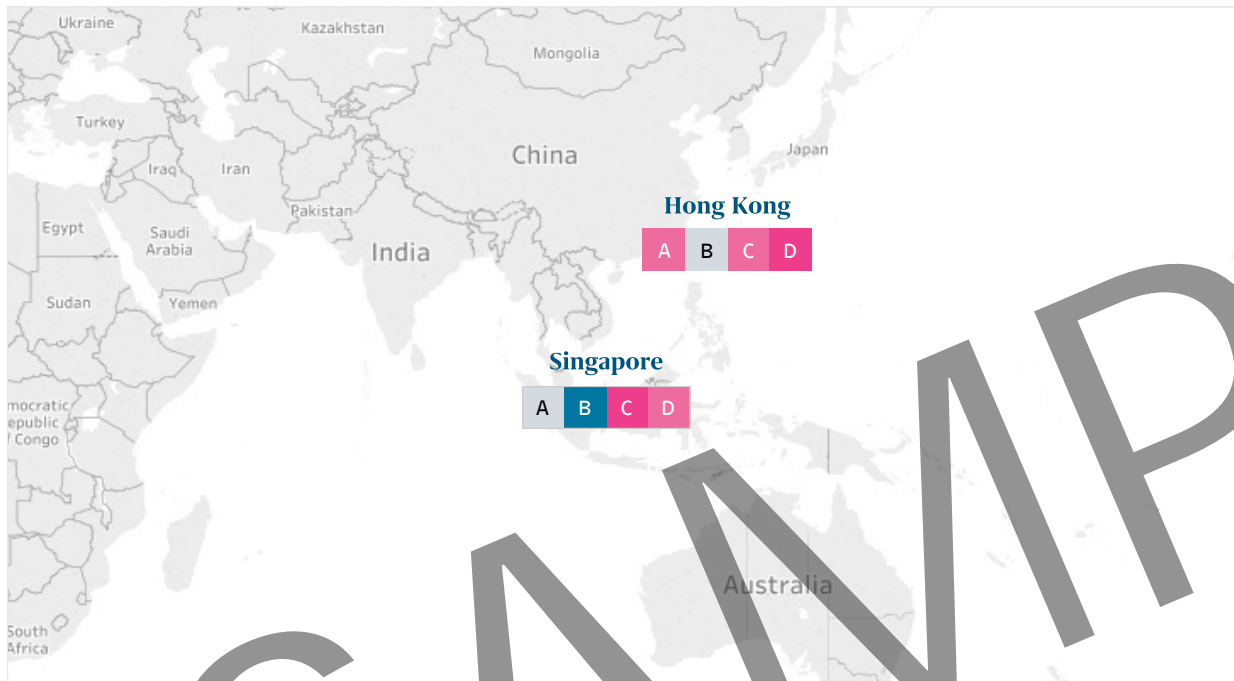 Ukraine
Kazakhstan
Mongolia
Turkey
China
Japan
Iraq
Iran
Pakistan
Hong Kong
Egypt
Saudi
Arabia
India
A B C D
Sudan
Yemen
Singapore
A B C D
mocratic
epublic
f Congo
Australia
South
Africa
SAMP